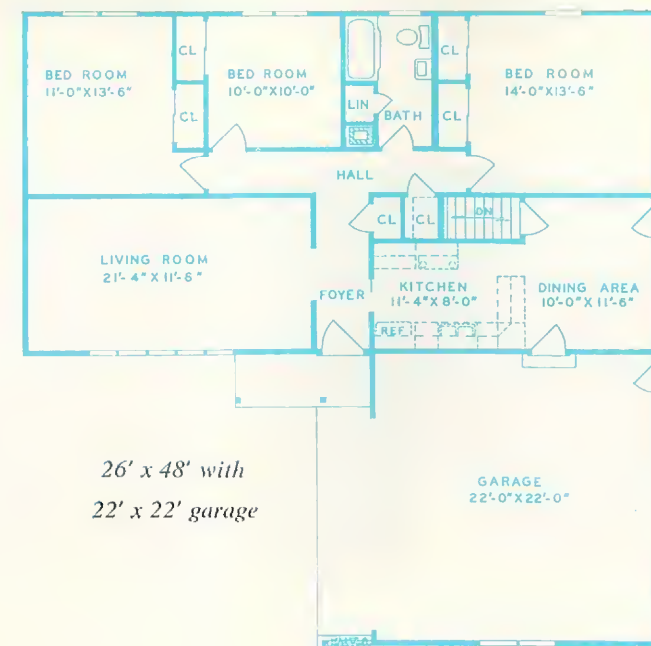 CL
CL
BED ROOM
11'-0"X13'-6"
BED ROOM
10'-0"X10'-0"
BED ROOM
14'-0"X13'-6"
CL
LIN
BATH
CL
HALL
CL
CL
DN
LIVING ROOM
21'-4"X11'-6"
FOYER
KITCHEN
11'-4"X8'-0"
DINING AREA
10'-0"X11'-6"
REF.
26' x 48' with
22' x 22' garage
GARAGE
22'-0"X22'-0"